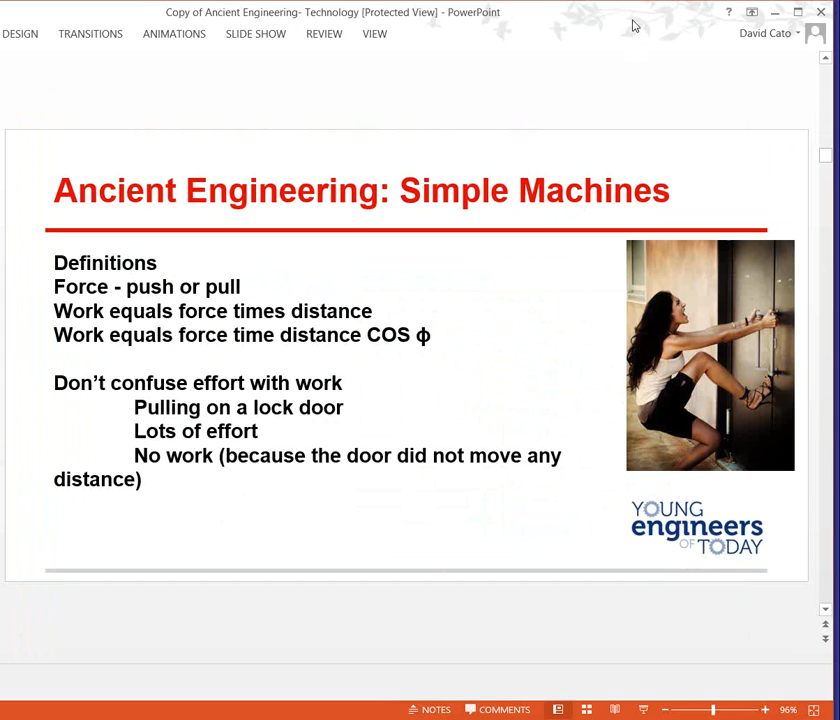 Copy of Ancient Engineering- Technology [Protected View] - PowerPoint
?
DESIGN TRANSITIONS ANIMATIONS SLIDE SHOW REVIEW VIEW David Cato
Ancient Engineering: Simple Machines
Definitions
Force - push or pull
Work equals force times distance
Work equals force time distance COS ф
Don’t confuse effort with work
Pulling on a lock door
Lots of effort
No work (because the door did not move any
distance)
YOUNG
engineers
OF TODAY
NOTES COMMENTS 96%